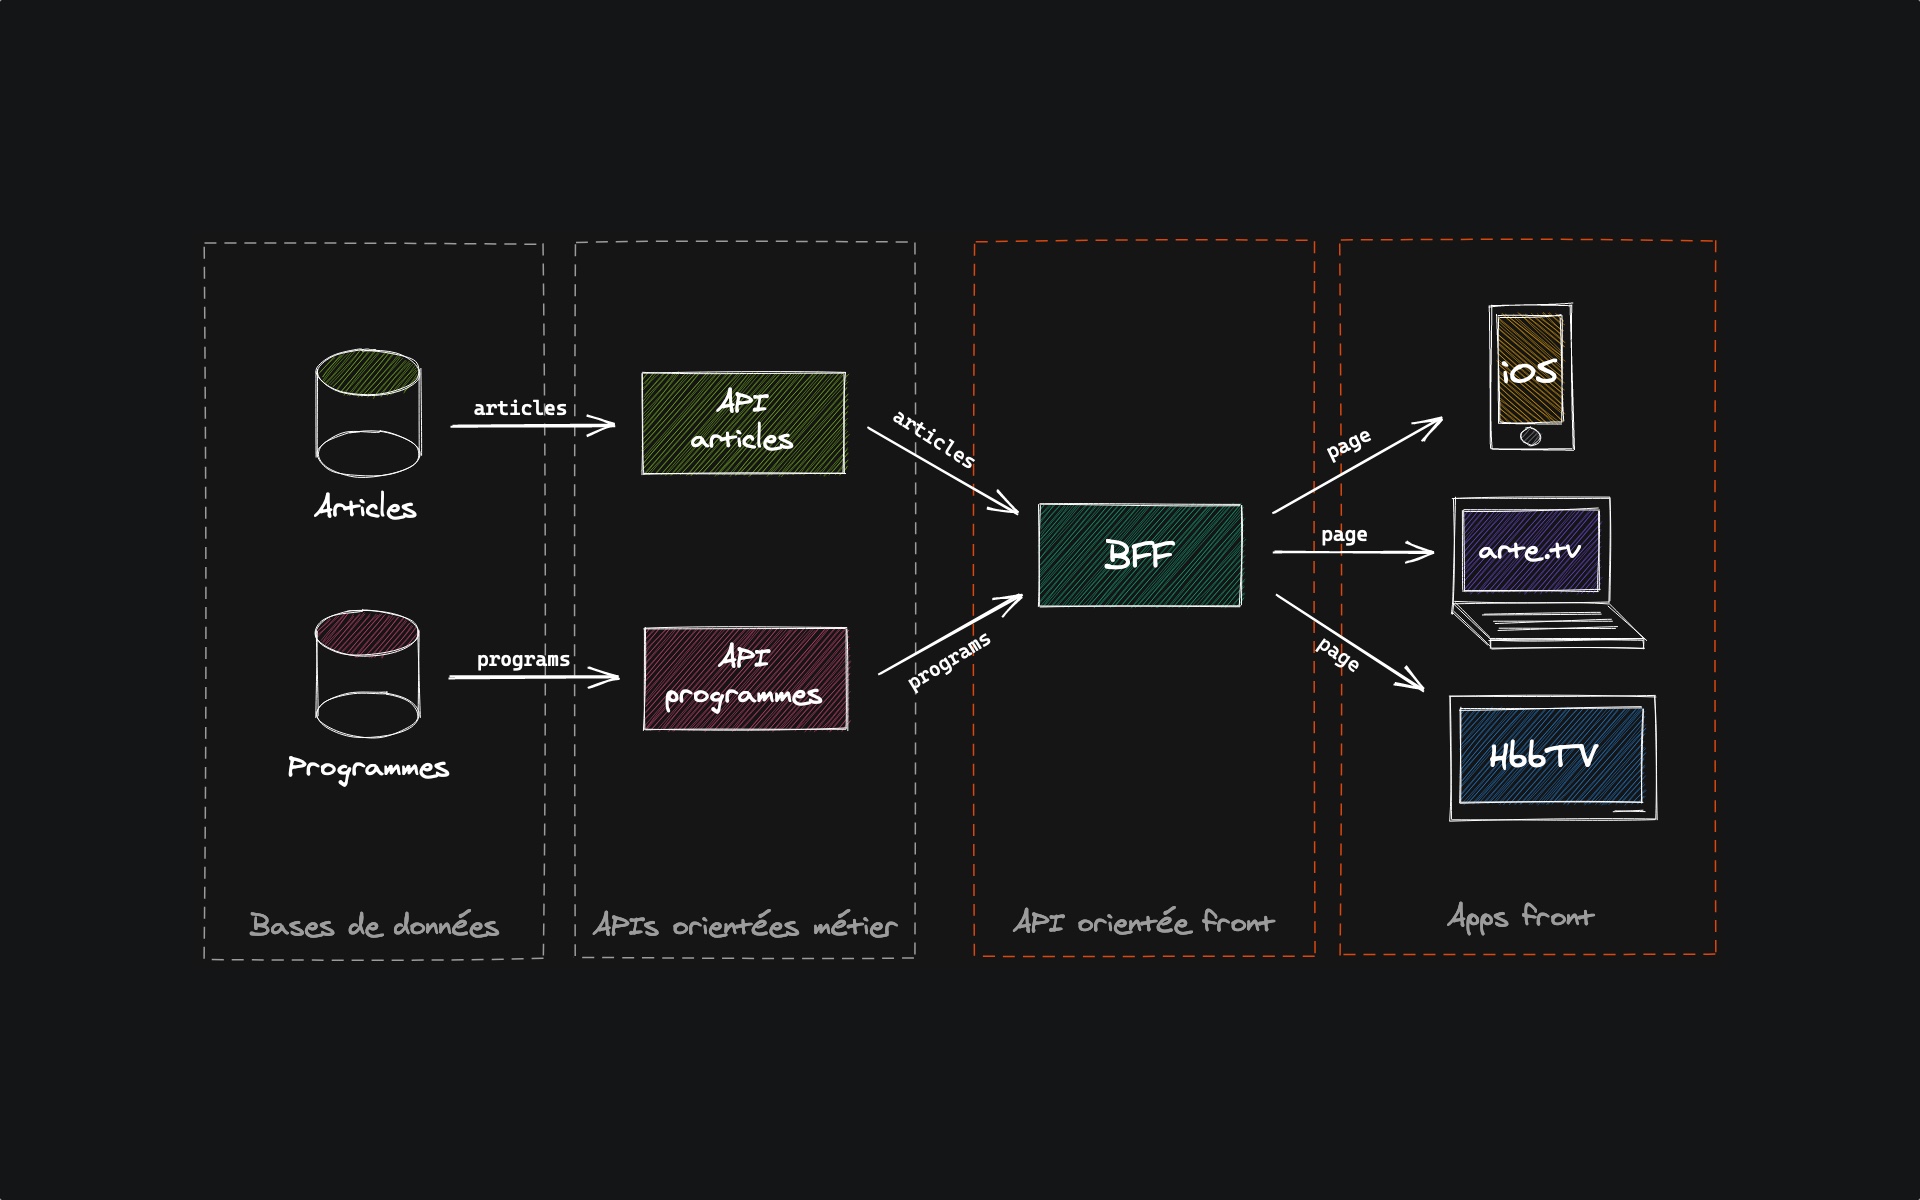 articles
Articles
programs
Programmes
Bases de données
API
articles
articles
API
programmes
programs
APIs orientées métier
BFF
API orientée front
page
page
page
iOS
arte.tv
HbbTV
Apps front